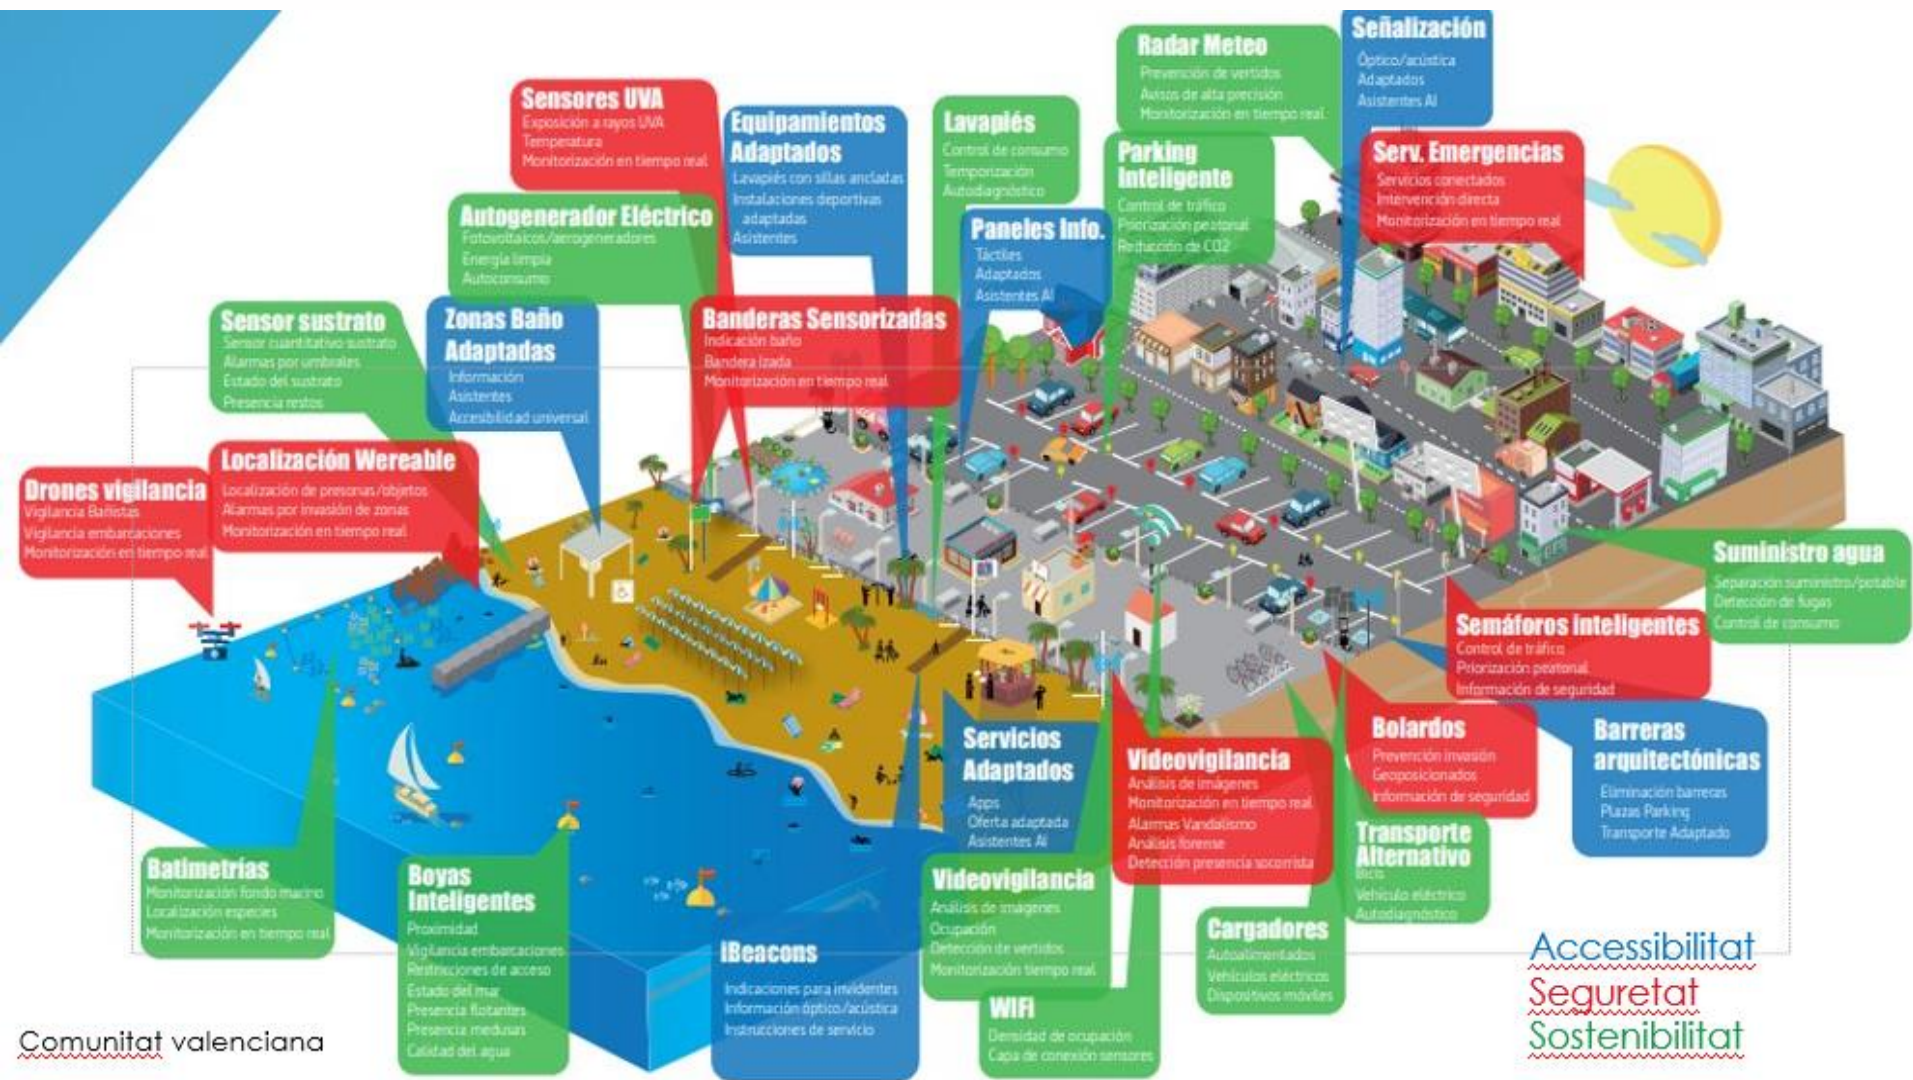 Señalización
Óptico/acústica
Adaptados
Asistentes AI
Radar Meteo
Prevención de vertidos
Avisos de alta precisión
Monitorización en tiempo real
Sensores UVA
Exposición a rayos UVA
Temperatura
Monitorización en tiempo real
Equipamientos
Adaptados
Lavapiés con sillas ancladas
Instalaciones deportivas
adaptadas
Asistentes
Lavapiés
Control de consumo
Temporización
Autodiagnóstico
Parking
Inteligente
Control de tráfico
Priorización peatonal
Reducción de CO2
Serv. Emergencias
Servicios conectados
Intervención directa
Monitorización en tiempo real
Autogenerador Eléctrico
Fotovoltaicos/aerogeneradores
Energía limpia
Autoconsumo
Paneles Info.
Táctiles
Adaptados
Asistentes AI
Sensor sustrato
Sensor cuantitativo sustrato
Alarmas por umbrales
Estado del sustrato
Presencia restos
Zonas Baño
Adaptadas
Información
Asistentes
Accesibilidad universal
Banderas Sensorizadas
Indicación baño
Bandera izada
Monitorización en tiempo real
Drones vigilancia
Vigilancia Bañistas
Vigilancia embarcaciones
Monitorización en tiempo real
Localización Wereable
Localización de presonas/objetos
Alarmas por invasión de zonas
Monitorización en tiempo real
Suministro agua
Separación suministro/potable
Detección de fugas
Control de consumo
Semáforos inteligentes
Control de tráfico
Priorización peatonal
Información de seguridad
Bolardos
Prevención invasión
Geoposicionados
Información de seguridad
Barreras
arquitectónicas
Eliminación barreras
Plazas Parking
Transporte Adaptado
Servicios
Adaptados
Apps
Oferta adaptada
Asistentes AI
Videovigilancia
Análisis de imágenes
Monitorización en tiempo real
Alarmas Vandalismo
Análisis forense
Detección presencia socorrista
Transporte
Alternativo
Bicis
Vehículo eléctrico
Autodiagnóstico
Batimetrías
Monitorización fondo marino
Localización especies
Monitorización en tiempo real
Boyas
Inteligentes
Proximidad
Vigilancia embarcaciones
Restricciones de acceso
Estado del mar
Presencia flotantes
Presencia medusas
Calidad del agua
iBeacons
Indicaciones para invidentes
Información óptico/acústica
Instrucciones de servicio
Videovigilancia
Análisis de imágenes
Ocupación
Detección de vertidos
Monitorización tiempo real
WIFI
Densidad de ocupación
Capa de conexión sensores
Cargadores
Autoalimentados
Vehículos eléctricos
Dispositivos móviles
Accessibilitat
Seguretat
Sostenibilitat
Comunitat valenciana